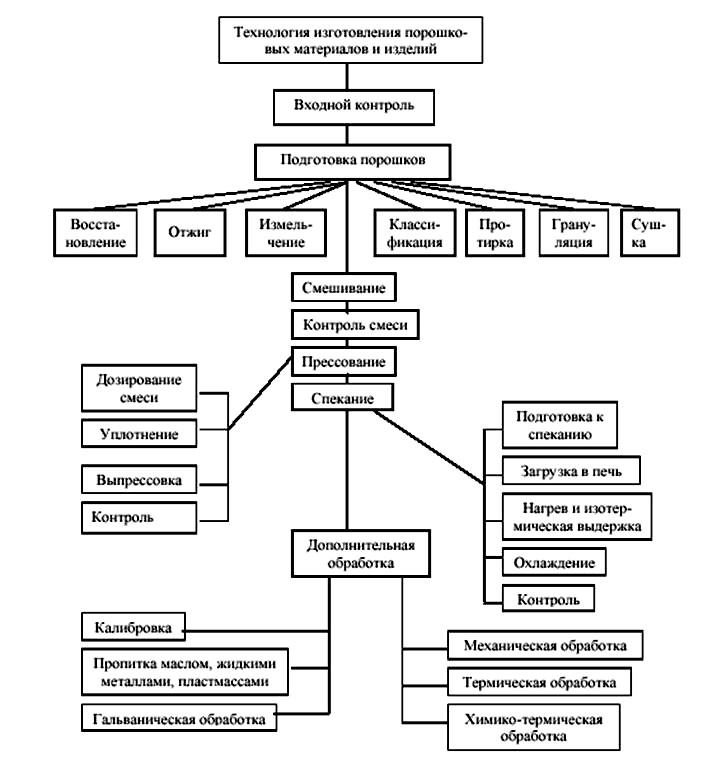 Технология изготовления порошко-
вых материалов и изделий
Входной контроль
Подготовка порошков
Восста-
новление
Отжиг
Измель-
чение
Класси-
фикация
Про-
тирка
Грану-
ляция
Суш-
ка
Смешивание
Контроль смеси
Прессование
Спекание
Дозирование
смеси
Уплотнение
Выпрессовка
Контроль
Подготовка к
спеканию
Загрузка в печь
Нагрев и изотер-
мическая выдержка
Охлаждение
Контроль
Дополнительная
обработка
Калибровка
Пропитка маслом, жидкими
металлами, пластмассами
Гальваническая обработка
Механическая обработка
Термическая обработка
Химико-термическая
обработка